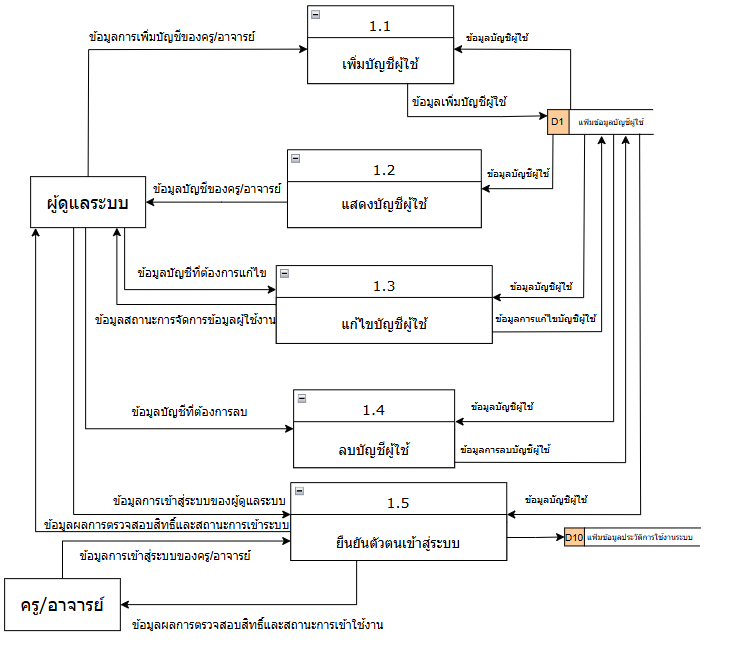 1.1
ข้อมูลการเพิ่มบัญชีของครู/อาจารย์
ข้อมูลบัญชีผู้ใช้
เพิ่มบัญชีผู้ใช้
ข้อมูลเพิ่มบัญชีผู้ใช้
D1
แฟ้มข้อมูลบัญชีผู้ใช้
1.2
ข้อมูลบัญชีผู้ใช้
ข้อมูลบัญชีของครู/อาจารย์
ผู้ดูแลระบบ
แสดงบัญชีผู้ใช้
ข้อมูลบัญชีที่ต้องการแก้ไข
1.3
ข้อมูลบัญชีผู้ใช้
ข้อมูลสถานะการจัดการข้อมูลผู้ใช้งาน
แก้ไขบัญชีผู้ใช้
ข้อมูลการแก้ไขบัญชีผู้ใช้
ข้อมูลบัญชีที่ต้องการลบ
1.4
ข้อมูลบัญชีผู้ใช้
ลบบัญชีผู้ใช้
ข้อมูลการลบบัญชีผู้ใช้
ข้อมูลการเข้าสู่ระบบของผู้ดูแลระบบ
1.5
ข้อมูลบัญชีผู้ใช้
ข้อมูลผลการตรวจสอบสิทธิ์และสถานะการเข้าระบบ
ยืนยันตัวตนเข้าสู่ระบบ
D10
แฟ้มข้อมูลประวัติการใช้งานระบบ
ข้อมูลการเข้าสู่ระบบของครู/อาจารย์
ครู/อาจารย์
ข้อมูลผลการตรวจสอบสิทธิ์และสถานะการเข้าใช้งาน